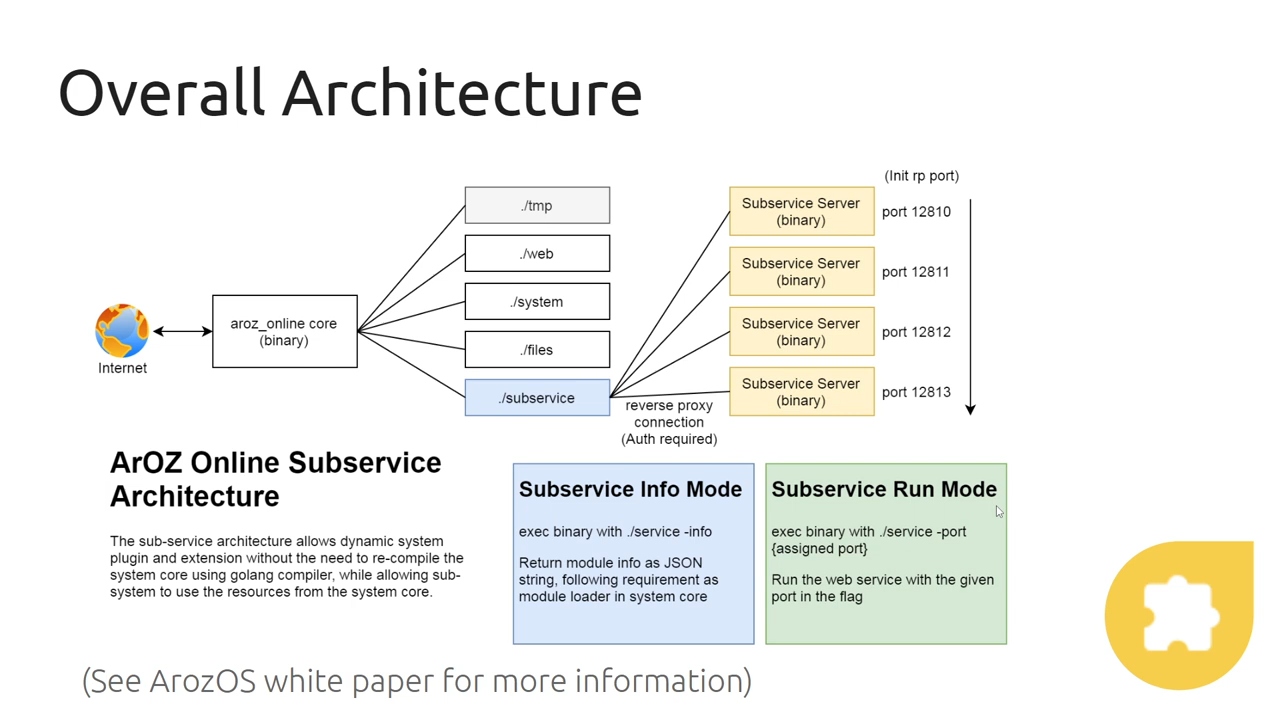 Overall Architecture
(Init rp port)
./tmp
./web
./system
./files
./subservice
Subservice Server
(binary)
port 12810
Subservice Server
(binary)
port 12811
Subservice Server
(binary)
port 12812
Subservice Server
(binary)
port 12813
aroz_online core
(binary)
Internet
reverse proxy
connection
(Auth required)
ArOZ Online Subservice
Architecture
The sub-service architecture allows dynamic system
plugin and extension without the need to re-compile the
system core using golang compiler, while allowing sub-
system to use the resources from the system core.
Subservice Info Mode
exec binary with ./service -info
Return module info as JSON
string, following requirement as
module loader in system core
Subservice Run Mode
exec binary with ./service -port
{assigned port}
Run the web service with the given
port in the flag
(See ArozOS white paper for more information)